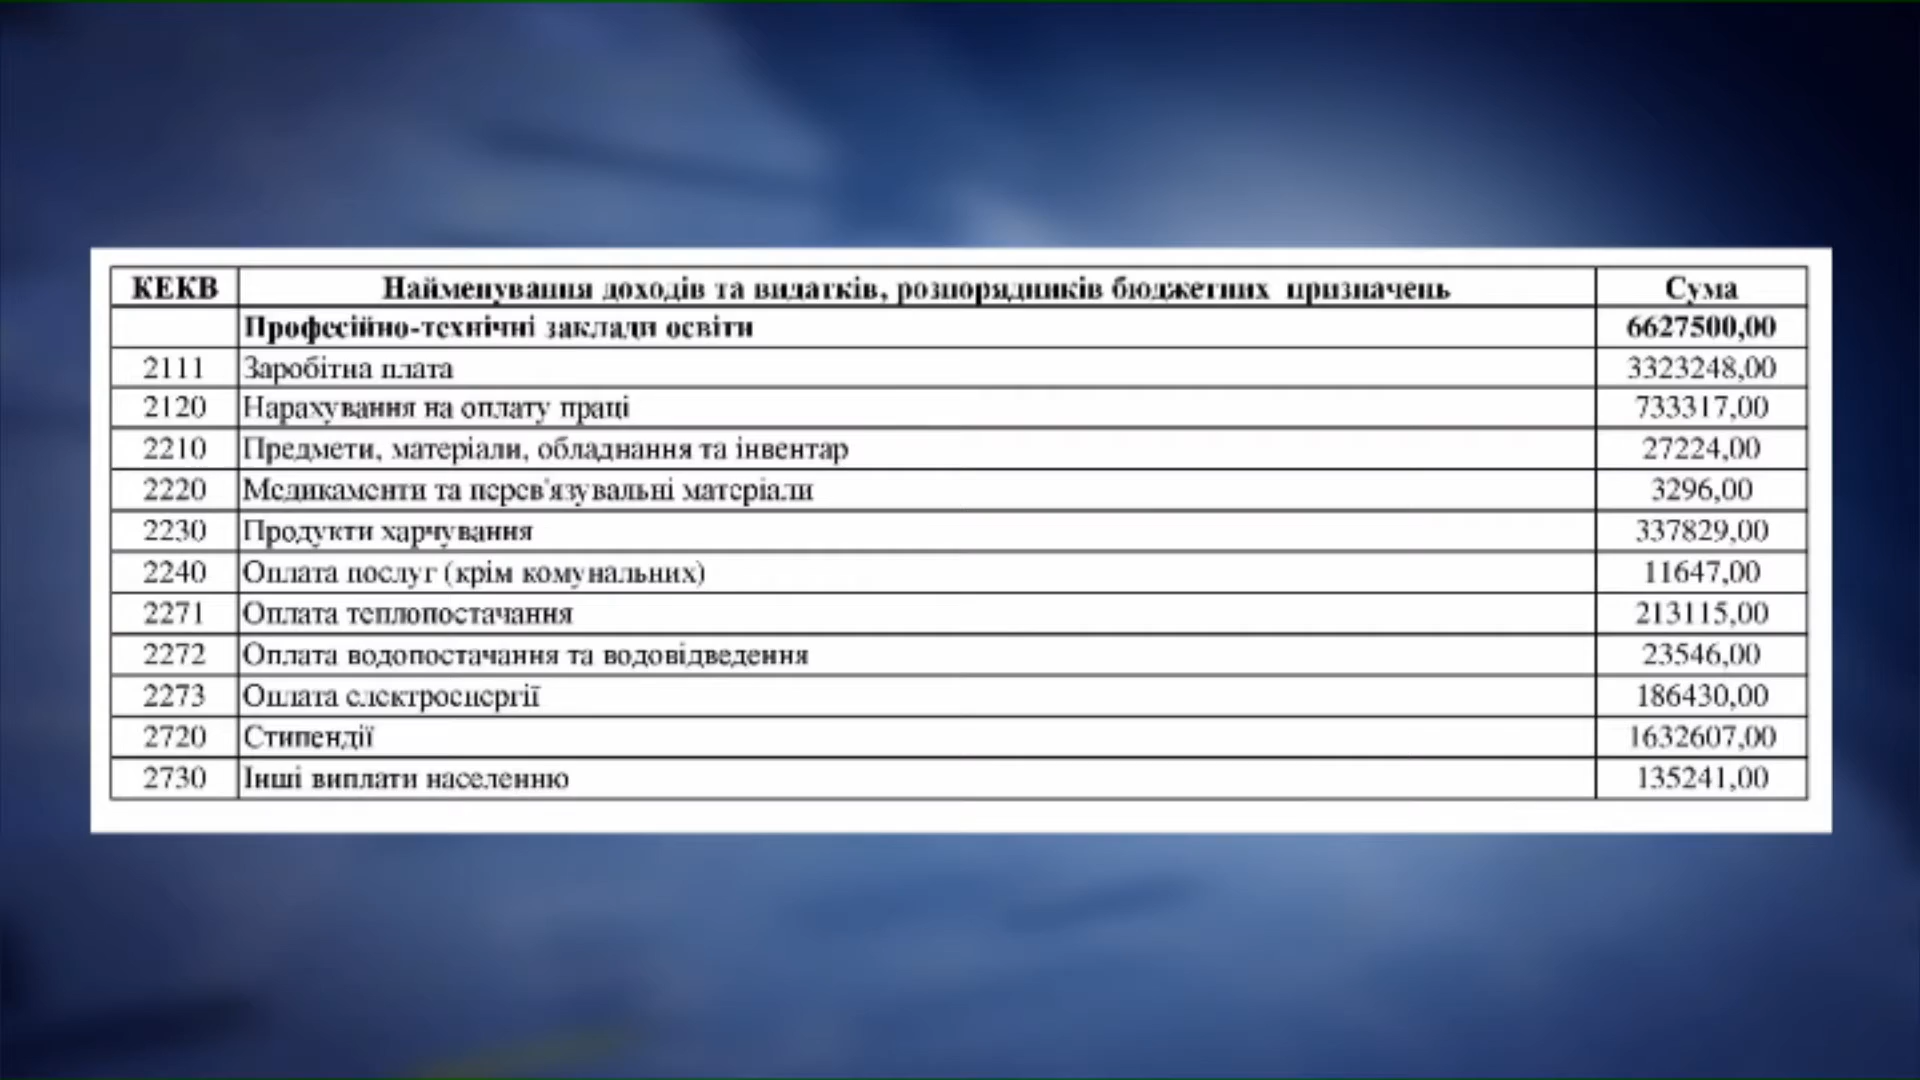 КЕКВ Найменування доходів та видатків, розпорядників бюджетних призначень Сума
Професійно-технічні заклади освіти 6627500,00
2111 Заробітна плата 3323248,00
2120 Нарахування на оплату праці 733317,00
2210 Предмети, матеріали, обладнання та інвентар 27224,00
2220 Медикаменти та перев'язувальні матеріали 3296,00
2230 Продукти харчування 337829,00
2240 Оплата послуг (крім комунальних) 11647,00
2271 Оплата теплопостачання 213115,00
2272 Оплата водопостачання та водовідведення 23546,00
2273 Оплата електроенергії 186430,00
2720 Стипендії 1632607,00
2730 Інші виплати населенню 135241,00